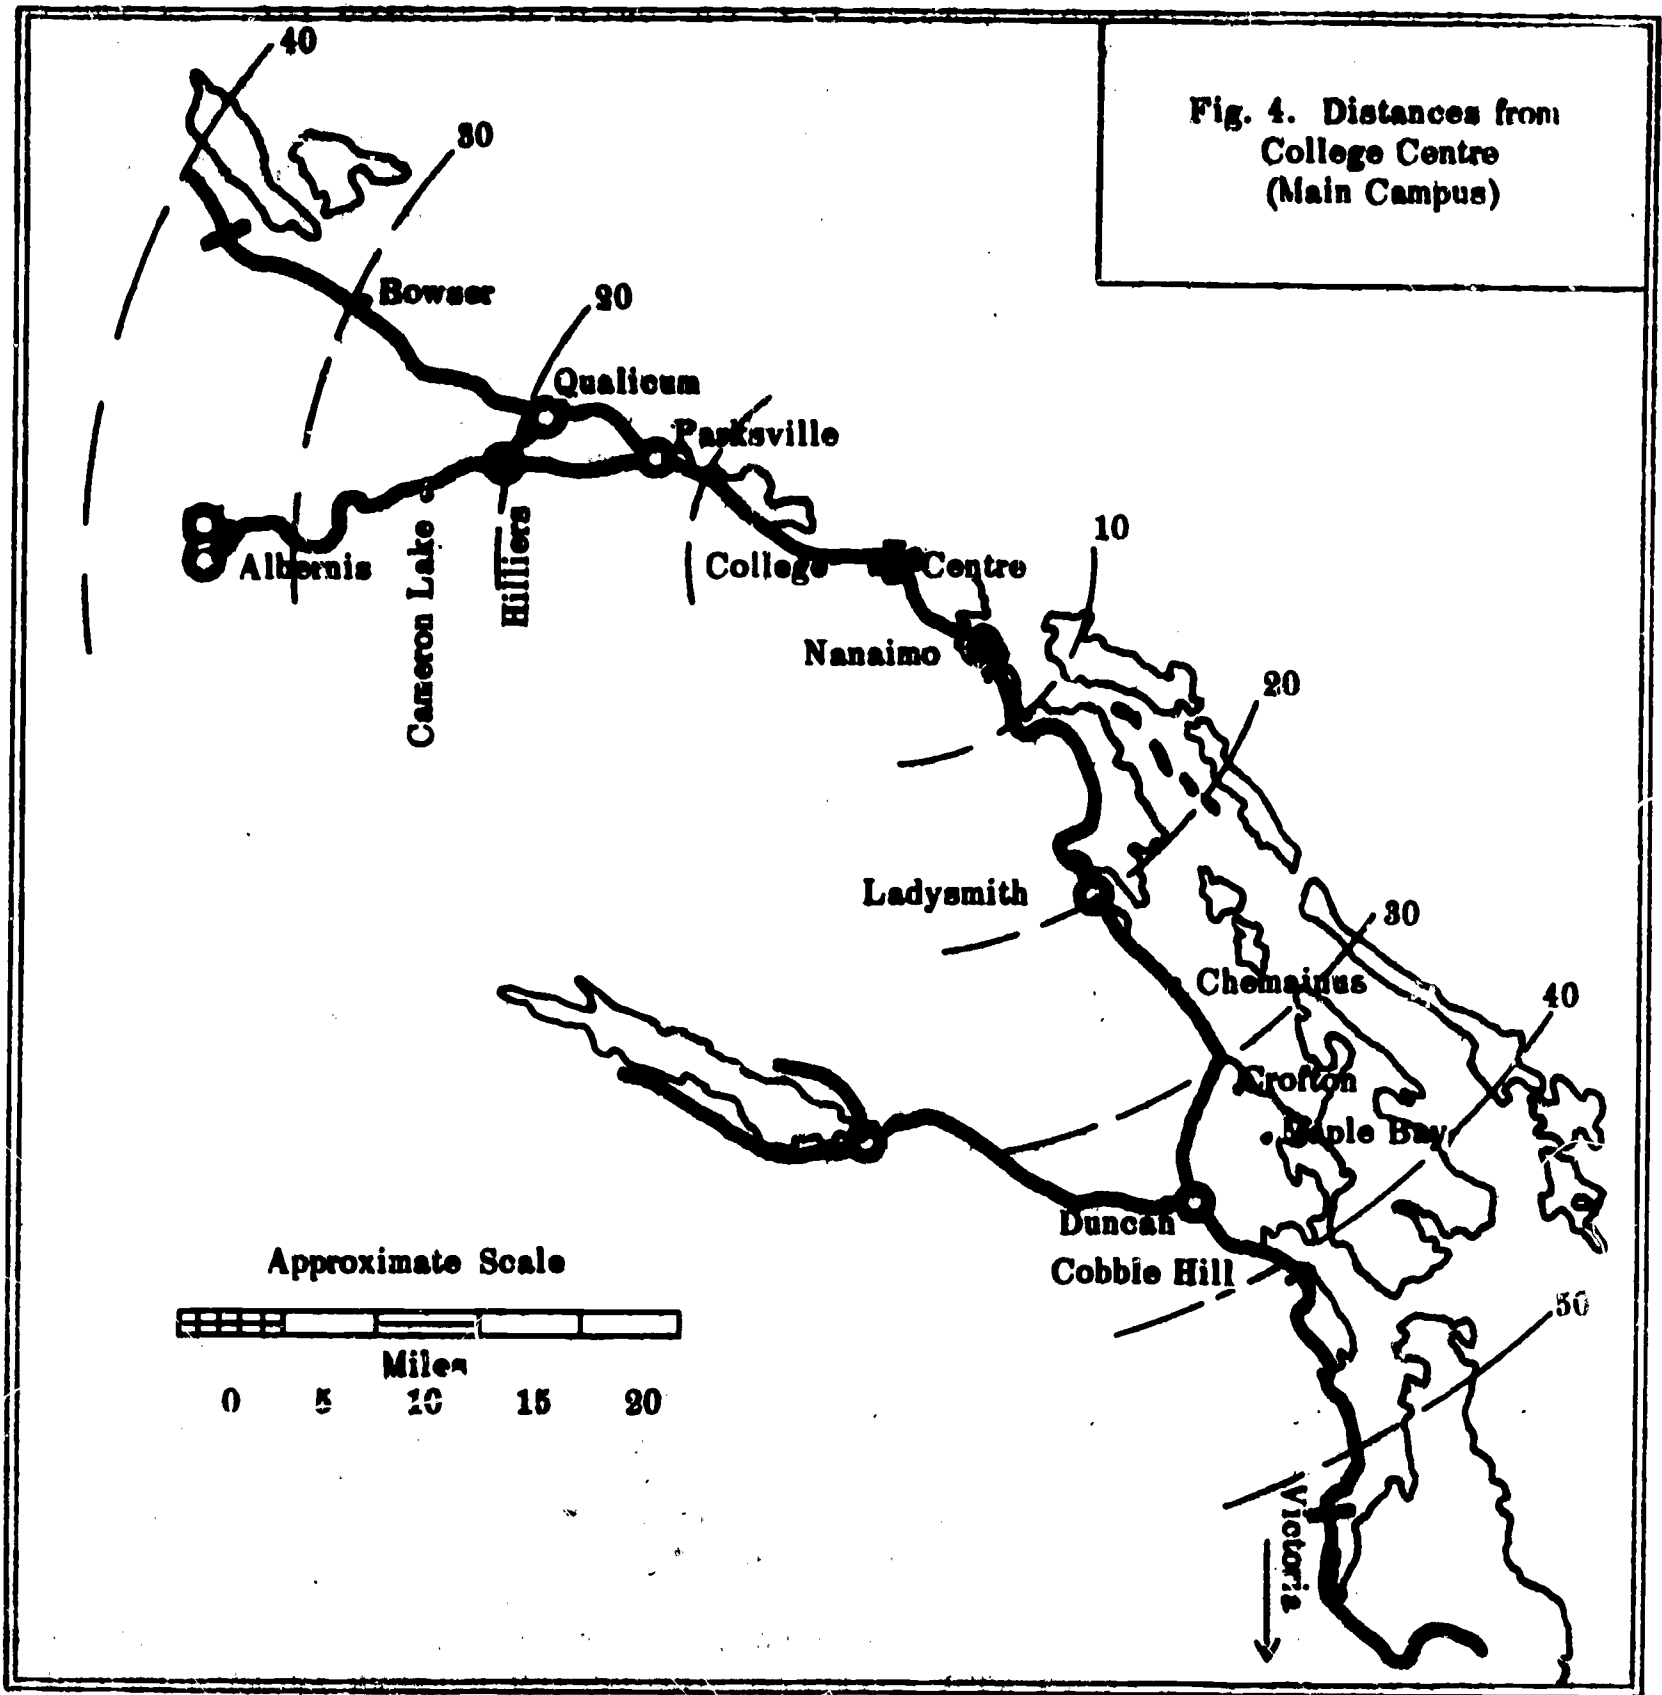 Fig. 4. Distances from
College Centre
(Main Campus)
40
30
Bowser
20
Qualicum
Parksville
Albernis
Cameron Lake
Hilliers
College Centre
10
Nanaimo
20
Ladysmith
30
Chemainus
40
Crofton
Maple Bay
Duncan
Cobble Hill
50
Victoria
Approximate Scale
Miles
0 5 10 15 20